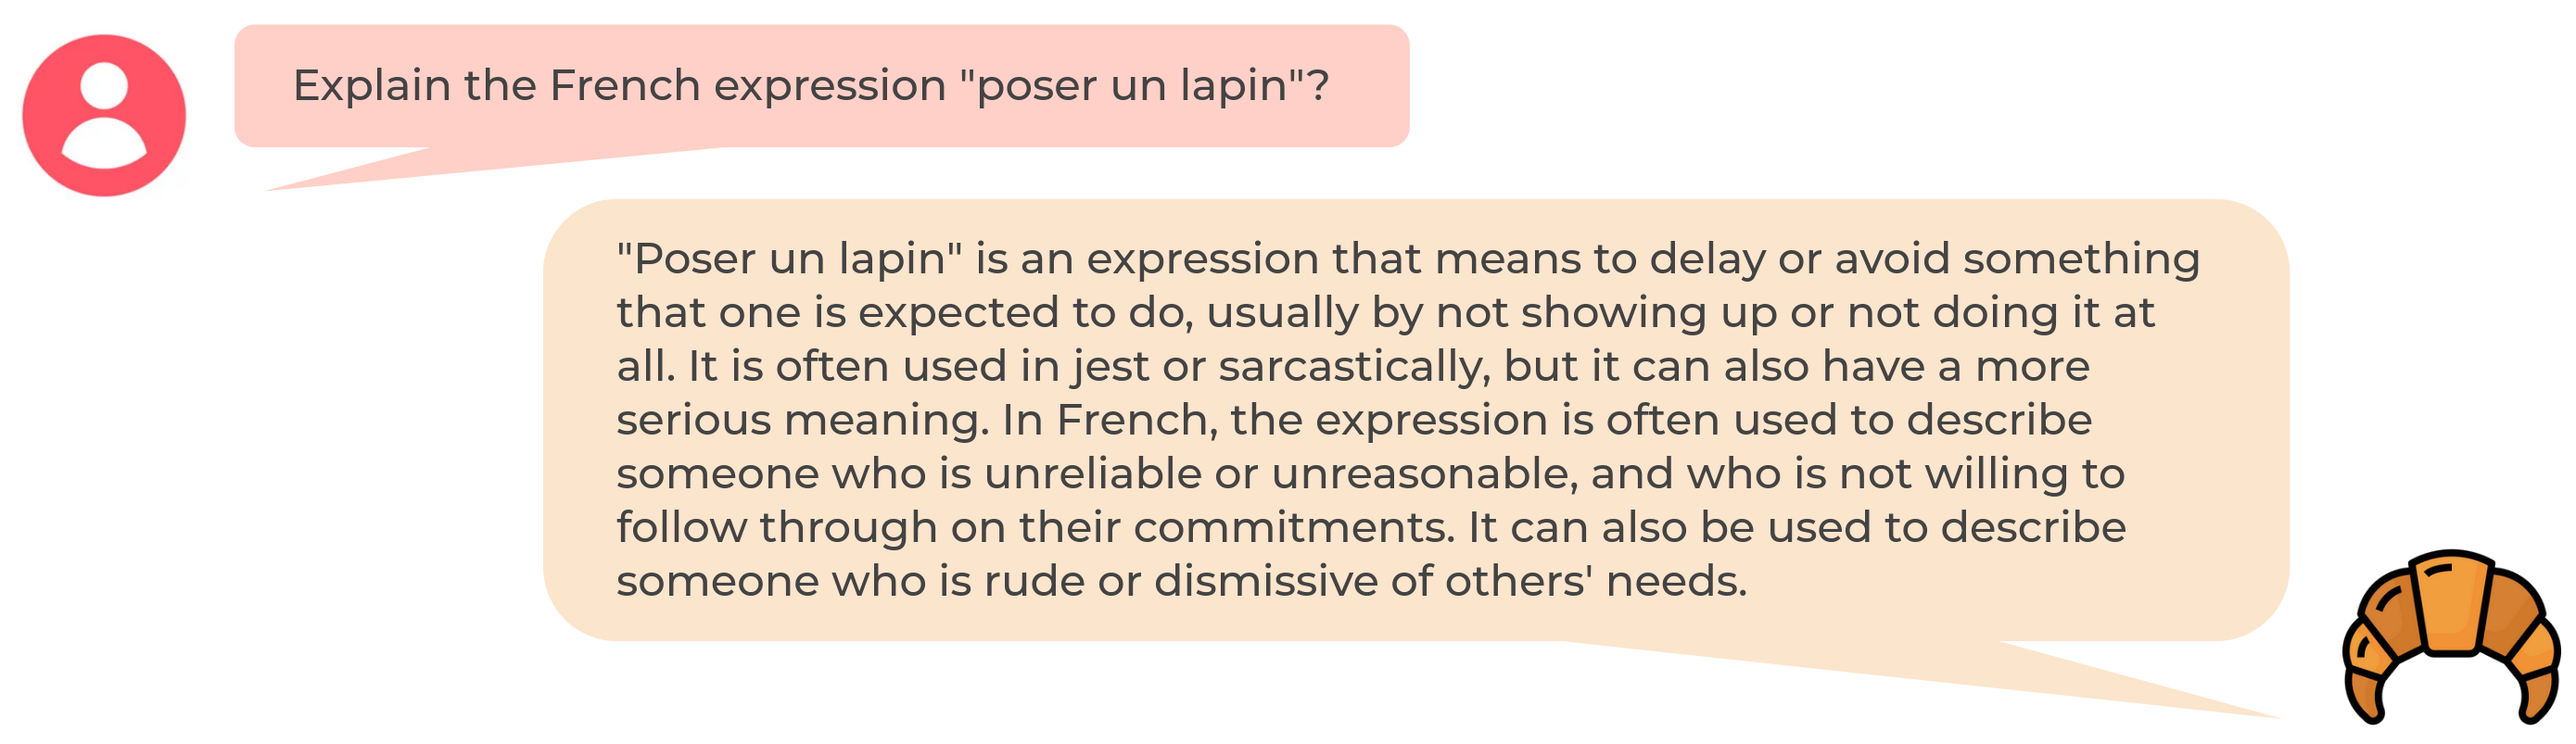 Explain the French expression "poser un lapin"?
"Poser un lapin" is an expression that means to delay or avoid something
that one is expected to do, usually by not showing up or not doing it at
all. It is often used in jest or sarcastically, but it can also have a more
serious meaning. In French, the expression is often used to describe
someone who is unreliable or unreasonable, and who is not willing to
follow through on their commitments. It can also be used to describe
someone who is rude or dismissive of others' needs.